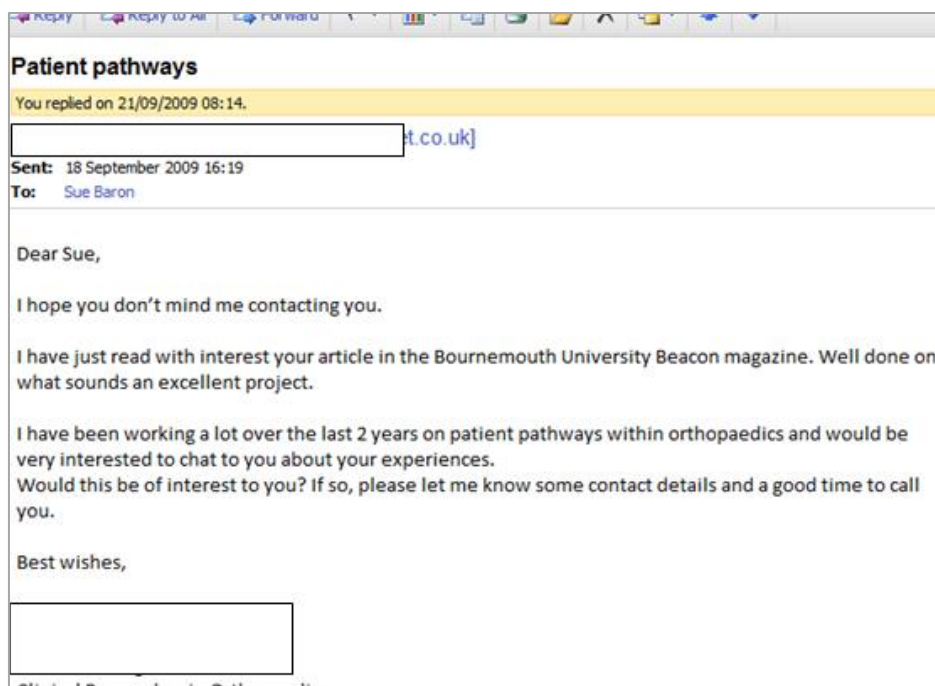 Reply Reply to All Forward
Patient pathways
You replied on 21/09/2009 08:14.
et.co.uk]
Sent: 18 September 2009 16:19
To: Sue Baron
Dear Sue,
I hope you don't mind me contacting you.
I have just read with interest your article in the Bournemouth University Beacon magazine. Well done on
what sounds an excellent project.
I have been working a lot over the last 2 years on patient pathways within orthopaedics and would be
very interested to chat to you about your experiences.
Would this be of interest to you? If so, please let me know some contact details and a good time to call
you.
Best wishes,